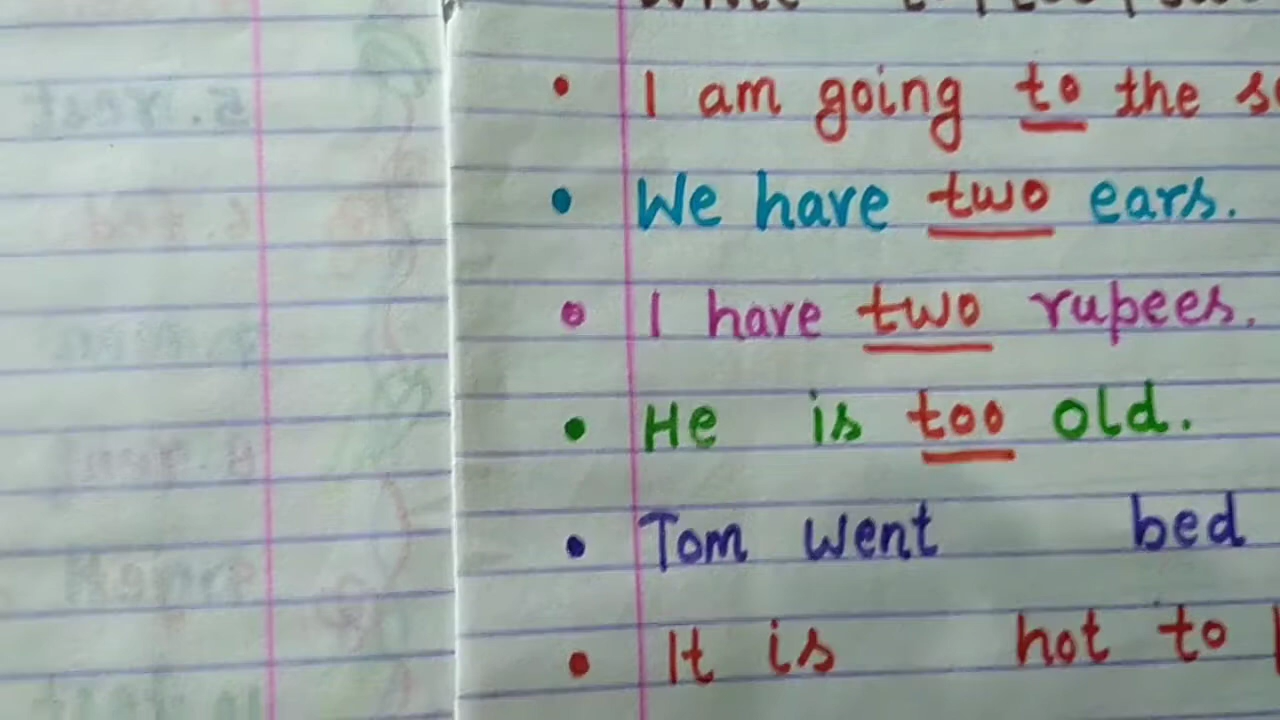 • I am going to the
• We have two ears.
• I have two rupees.
• He is too old.
• Tom went bed
• It is hot to